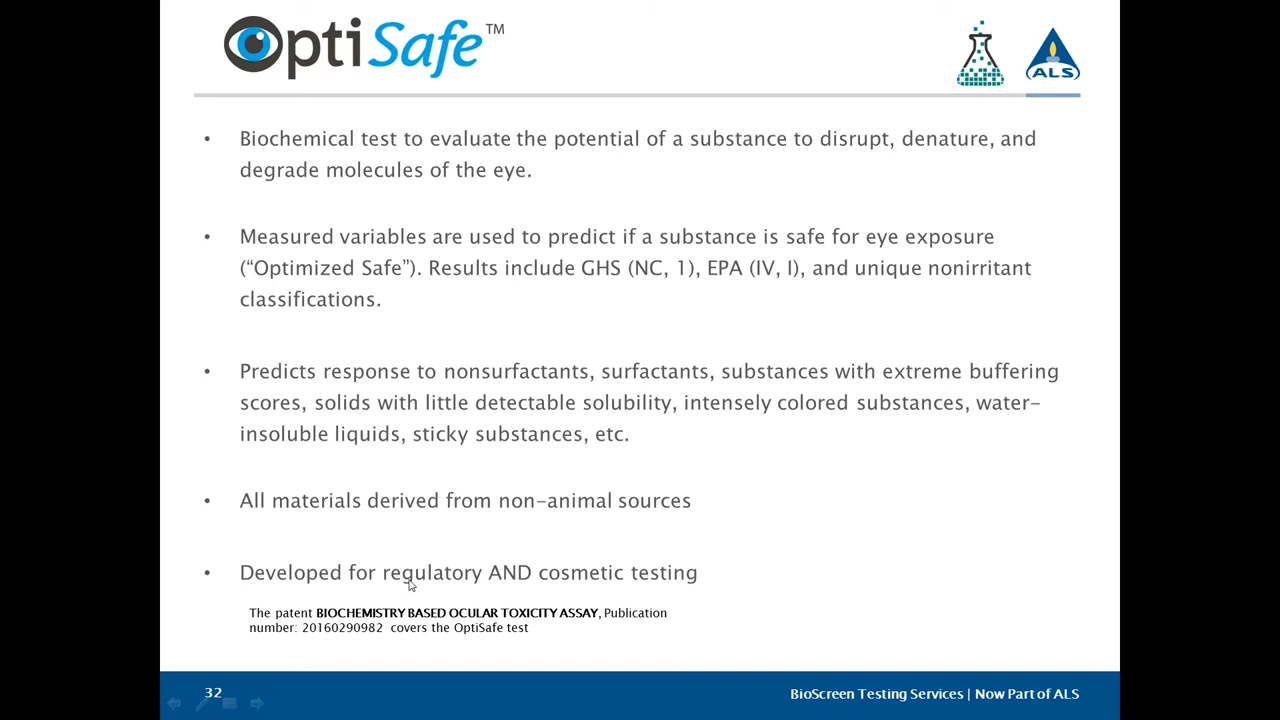 OptiSafe™
ALS
• Biochemical test to evaluate the potential of a substance to disrupt, denature, and
degrade molecules of the eye.
• Measured variables are used to predict if a substance is safe for eye exposure
(“Optimized Safe”). Results include GHS (NC, 1), EPA (IV, I), and unique nonirritant
classifications.
• Predicts response to nonsurfactants, surfactants, substances with extreme buffering
scores, solids with little detectable solubility, intensely colored substances, water-
insoluble liquids, sticky substances, etc.
• All materials derived from non-animal sources
• Developed for regulatory AND cosmetic testing
The patent BIOCHEMISTRY BASED OCULAR TOXICITY ASSAY, Publication
number: 20160290982 covers the OptiSafe test
32
BioScreen Testing Services | Now Part of ALS